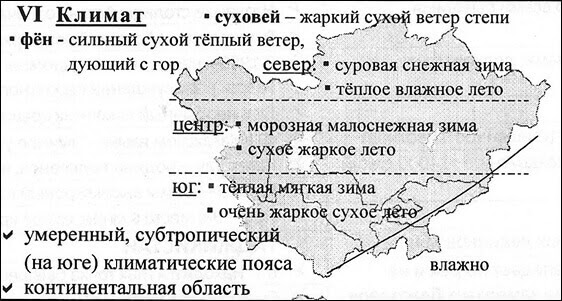 VI Климат ▪ суховей – жаркий сухой ветер степи
▪ фён - сильный сухой тёплый ветер,
дующий с гор север: ▪ суровая снежная зима
▪ тёплое влажное лето
центр: ▪ морозная малоснежная зима
▪ сухое жаркое лето
юг: ▪ тёплая мягкая зима
очень жаркое сухое лето
✓ умеренный, субтропический
(на юге) климатический пояса влажно
✓ континентальная область